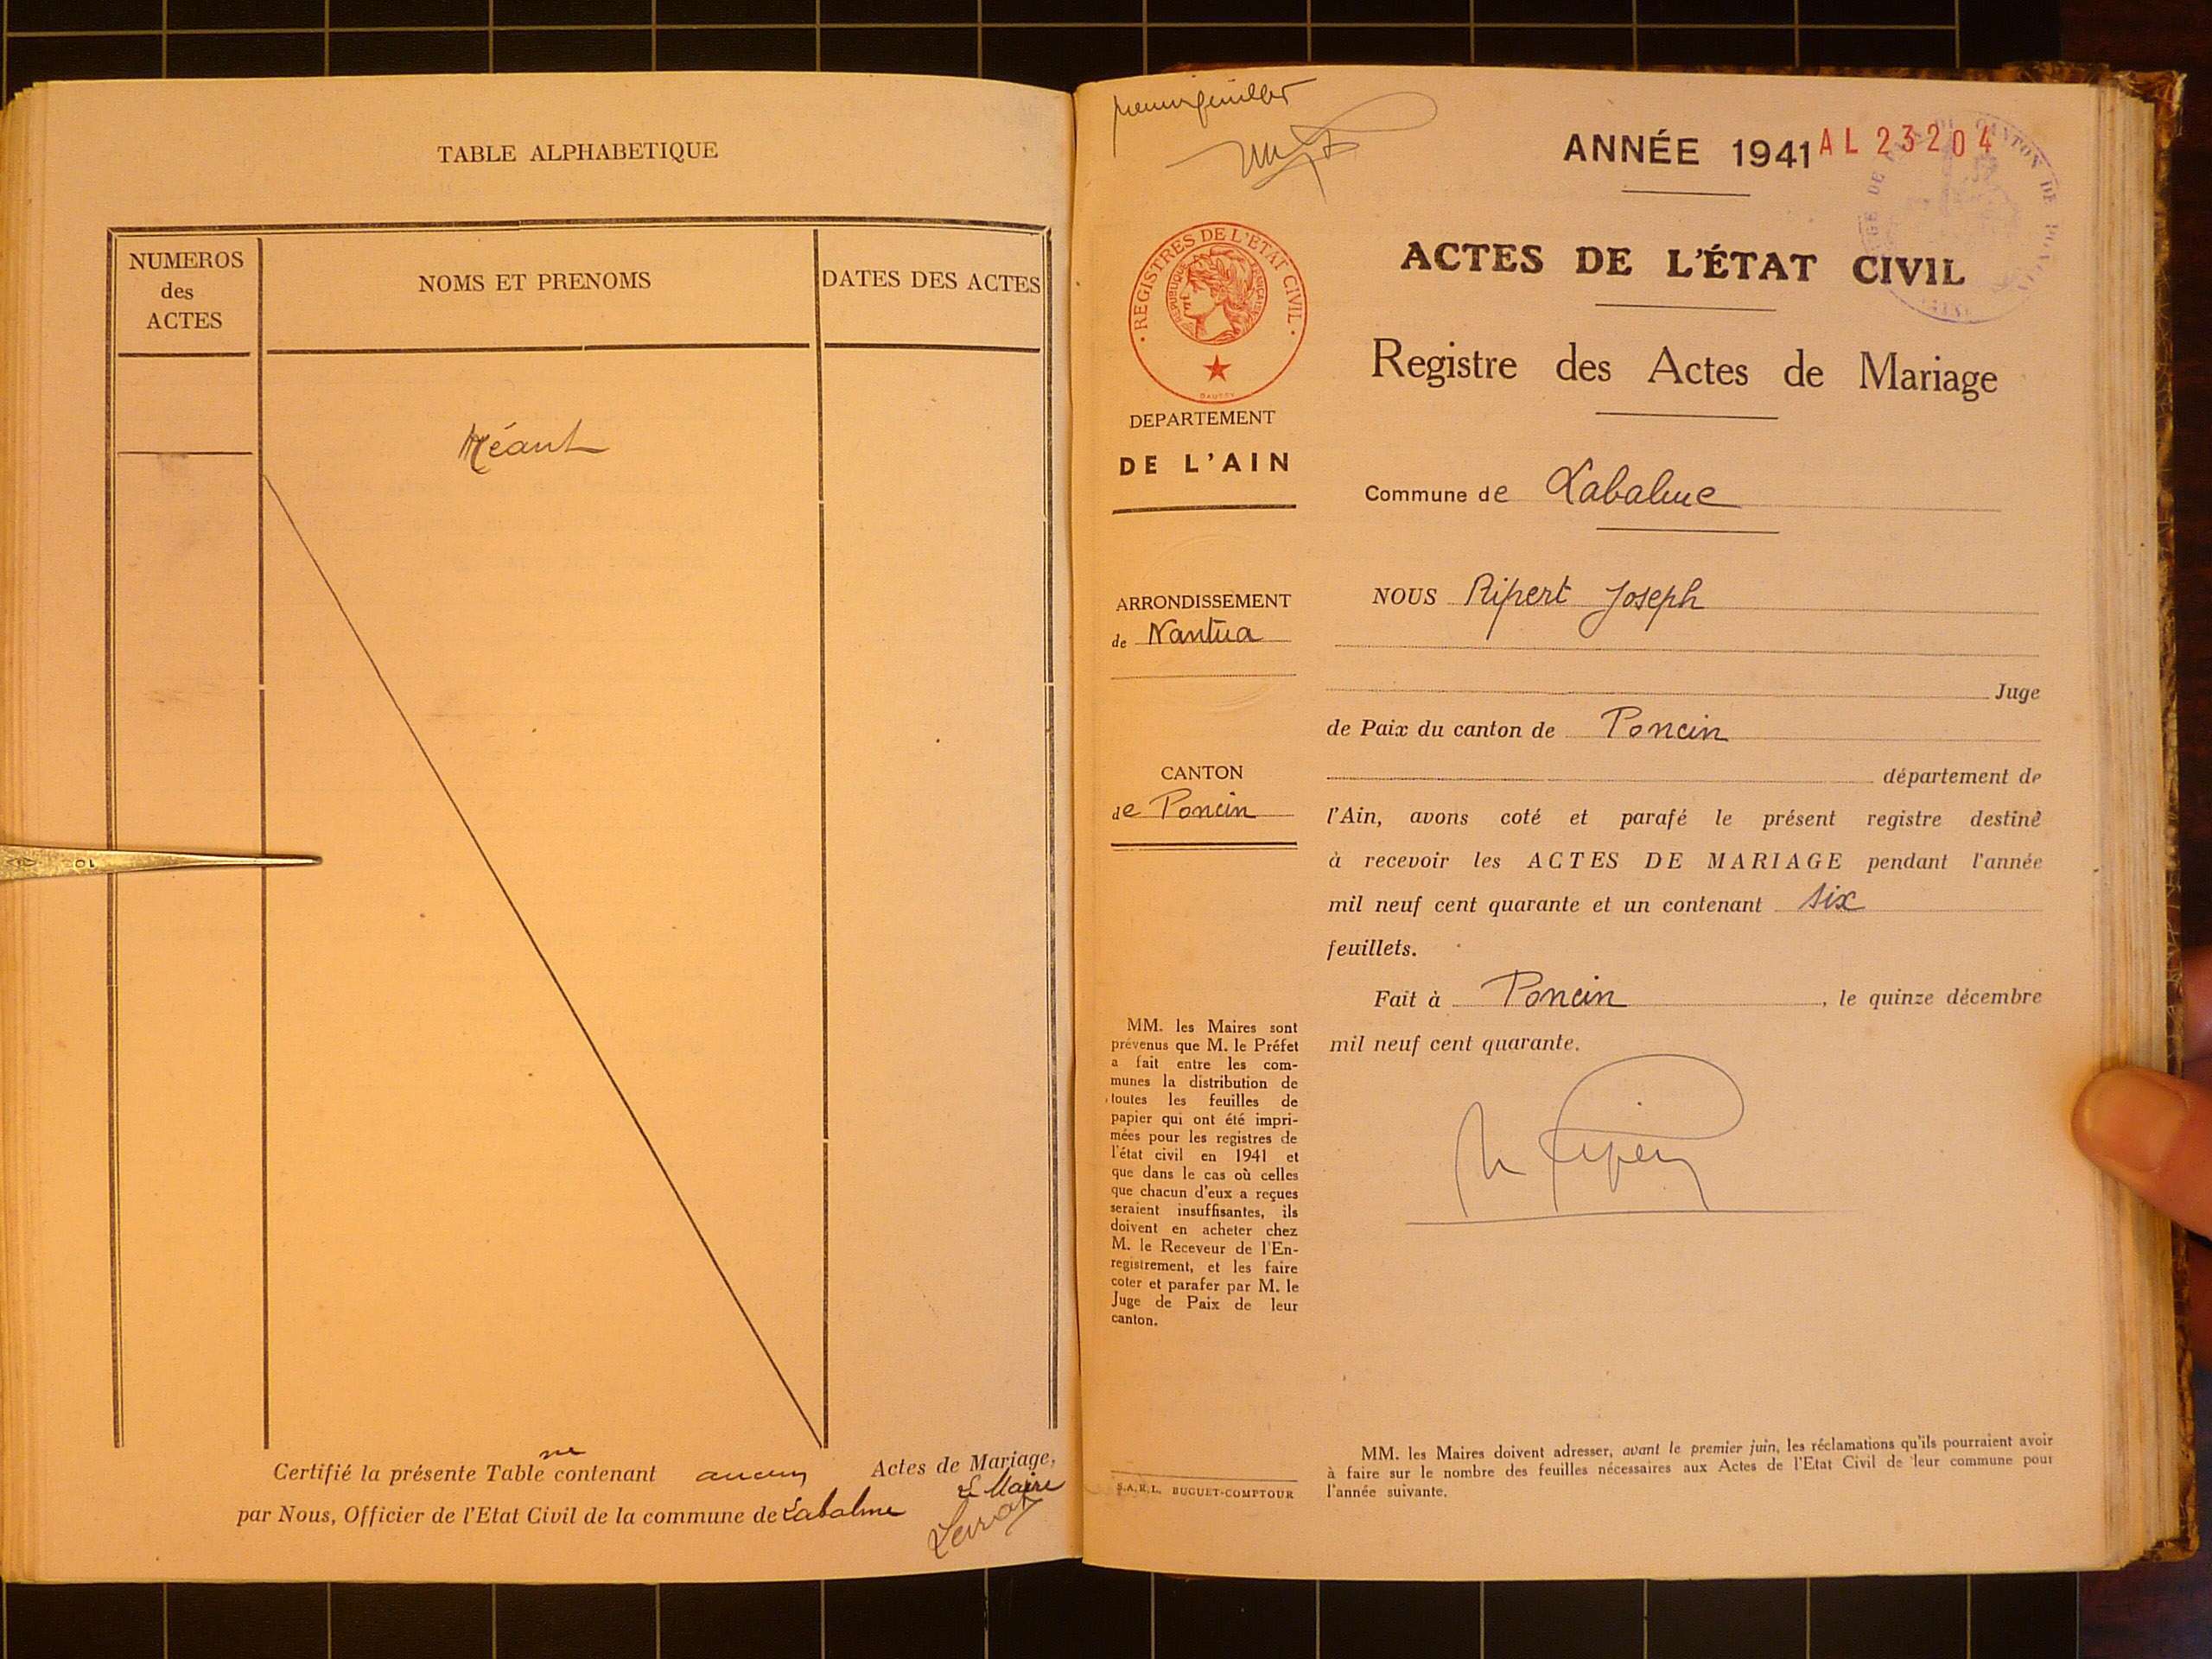 TABLE ALPHABETIQUE
NUMEROS
des
ACTES
NOMS ET PRENOMS
DATES DES ACTES
Néant
ne
Certifié la présente Table contenant aucun Actes de Mariage,
Le Maire
par Nous, Officier de l'Etat Civil de la commune de Labalme
premier feuillet
ANNÉE 1941
AL 23204
REGISTRES DE L'ETAT CIVIL
REPUBLIQUE FRANÇAISE
DEPARTEMENT
DE L'AIN
ARRONDISSEMENT
de Nantua
CANTON
de Poncin
MM. les Maires sont
prévenus que M. le Préfet
a fait entre les com-
munes la distribution de
toutes les feuilles de
papier qui ont été impri-
mées pour les registres de
l'état civil en 1941 et
que dans le cas où celles
que chacun d'eux a reçues
seraient insuffisantes, ils
doivent en acheter chez
M. le Receveur de l'En-
registrement, et les faire
coter et parafer par M. le
Juge de Paix de leur
canton.
S.A.R.L. BUGUET-COMPTOUR
ACTES DE L'ÉTAT CIVIL
Registre des Actes de Mariage
Commune de Labalme
NOUS Ripert Joseph
Juge
de Paix du canton de Poncin
département de
l'Ain, avons coté et parafé le présent registre destiné
à recevoir les ACTES DE MARIAGE pendant l'année
mil neuf cent quarante et un contenant six
feuillets.
Fait à Poncin, le quinze décembre
mil neuf cent quarante.
MM. les Maires doivent adresser, avant le premier juin, les réclamations qu'ils pourraient avoir
à faire sur le nombre des feuilles nécessaires aux Actes de l'Etat Civil de leur commune pour
l'année suivante.